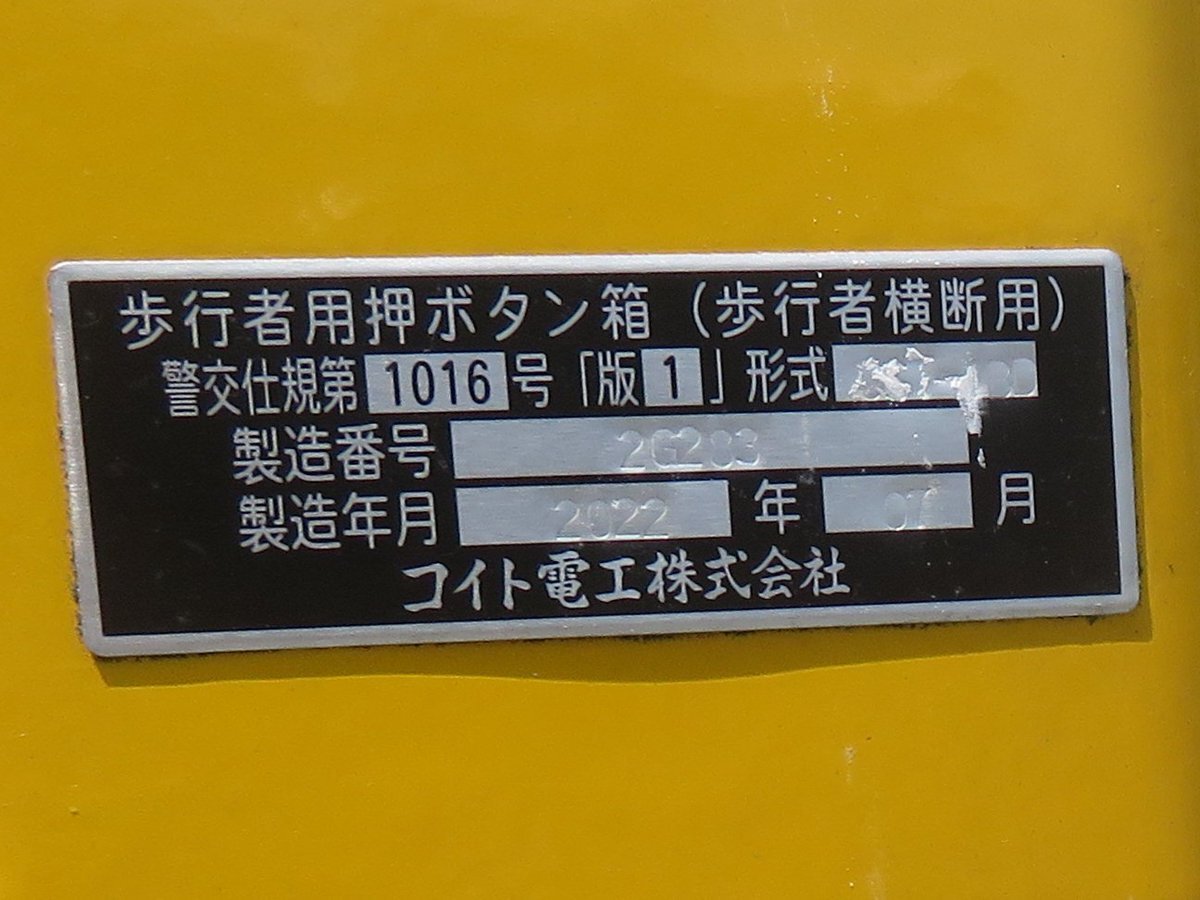 歩行者用押ボタン箱（歩行者横断用）
警交仕規第 1016 号「版 1 」形式
製造番号 2G283
製造年月 2022 年 07 月
コイト電工株式会社